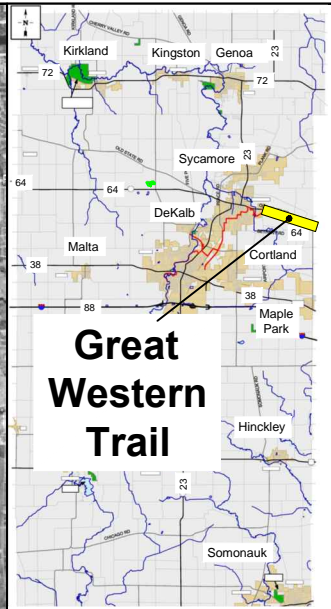 N
CHERRY VALLEY RD
Kirkland
Kingston
Genoa
23
72
72
Sycamore
OLD STATE RD
23
64
64
DeKalb
64
Malta
Cortland
38
38
88
Maple
Park
Great
Western
Trail
Hinckley
23
CHICAGO RD
Somonauk